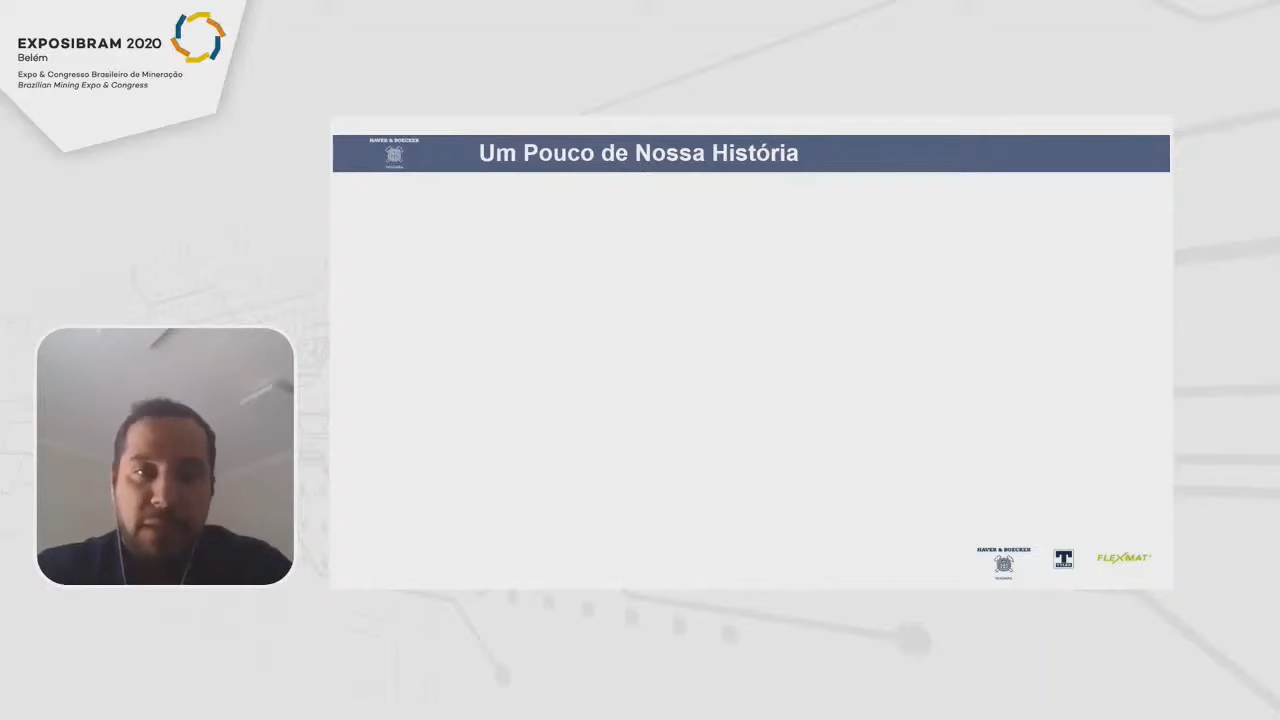 EXPOSIBRAM 2020
Belém
Expo & Congresso Brasileiro de Mineração
Brazilian Mining Expo & Congress
HAVER & BOECKER
Um Pouco de Nossa História
HAVER & BOECKER
T
TYLER
FLEXMAT